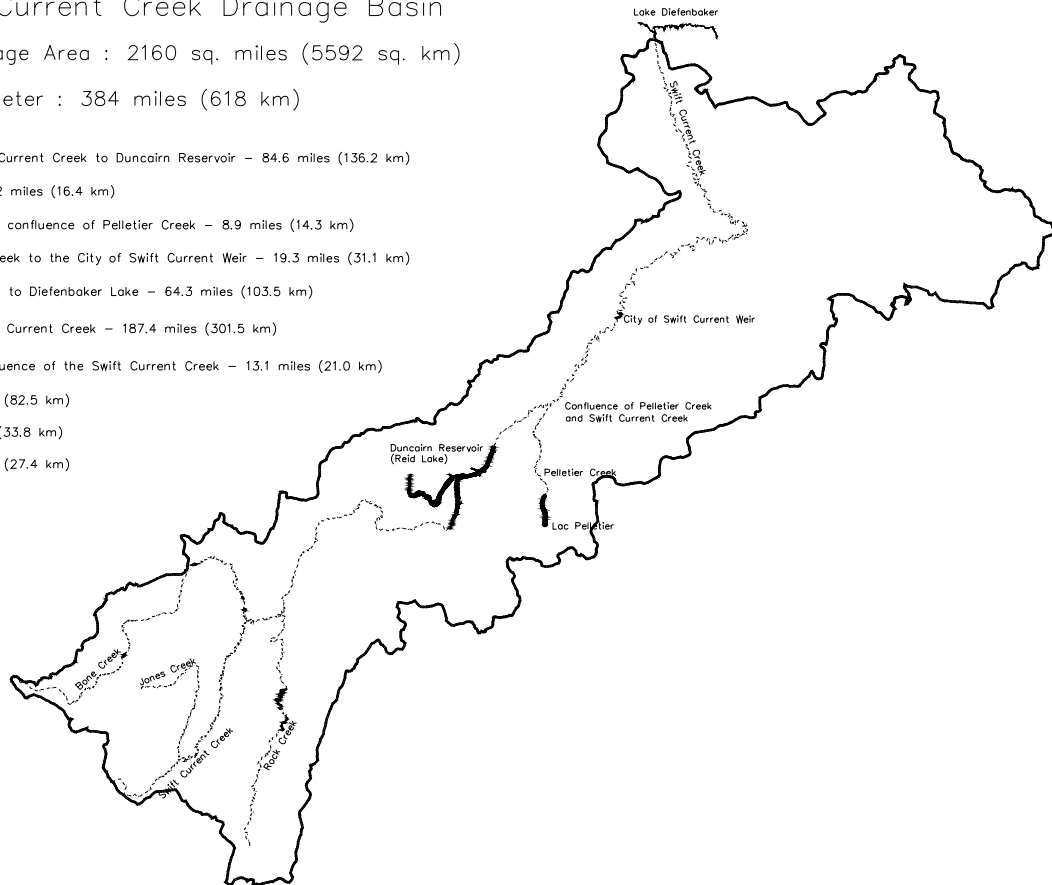 Current Creek Drainage Basin
age Area : 2160 sq. miles (5592 sq. km)
eter : 384 miles (618 km)
Current Creek to Duncairn Reservoir – 84.6 miles (136.2 km)
2 miles (16.4 km)
confluence of Pelletier Creek – 8.9 miles (14.3 km)
eek to the City of Swift Current Weir – 19.3 miles (31.1 km)
to Diefenbaker Lake – 64.3 miles (103.5 km)
Current Creek – 187.4 miles (301.5 km)
uence of the Swift Current Creek – 13.1 miles (21.0 km)
(82.5 km)
(33.8 km)
(27.4 km)
Lake Diefenbaker
Swift Current Creek
City of Swift Current Weir
Confluence of Pelletier Creek
and Swift Current Creek
Duncairn Reservoir
(Reid Lake)
Pelletier Creek
Lac Pelletier
Bone Creek
Jones Creek
Swift Current Creek
Rock Creek